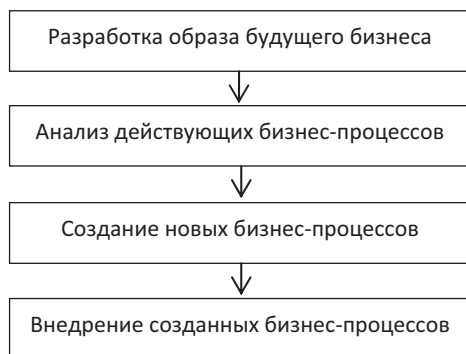 Разработка образа будущего бизнеса
Анализ действующих бизнес-процессов
Создание новых бизнес-процессов
Внедрение созданных бизнес-процессов